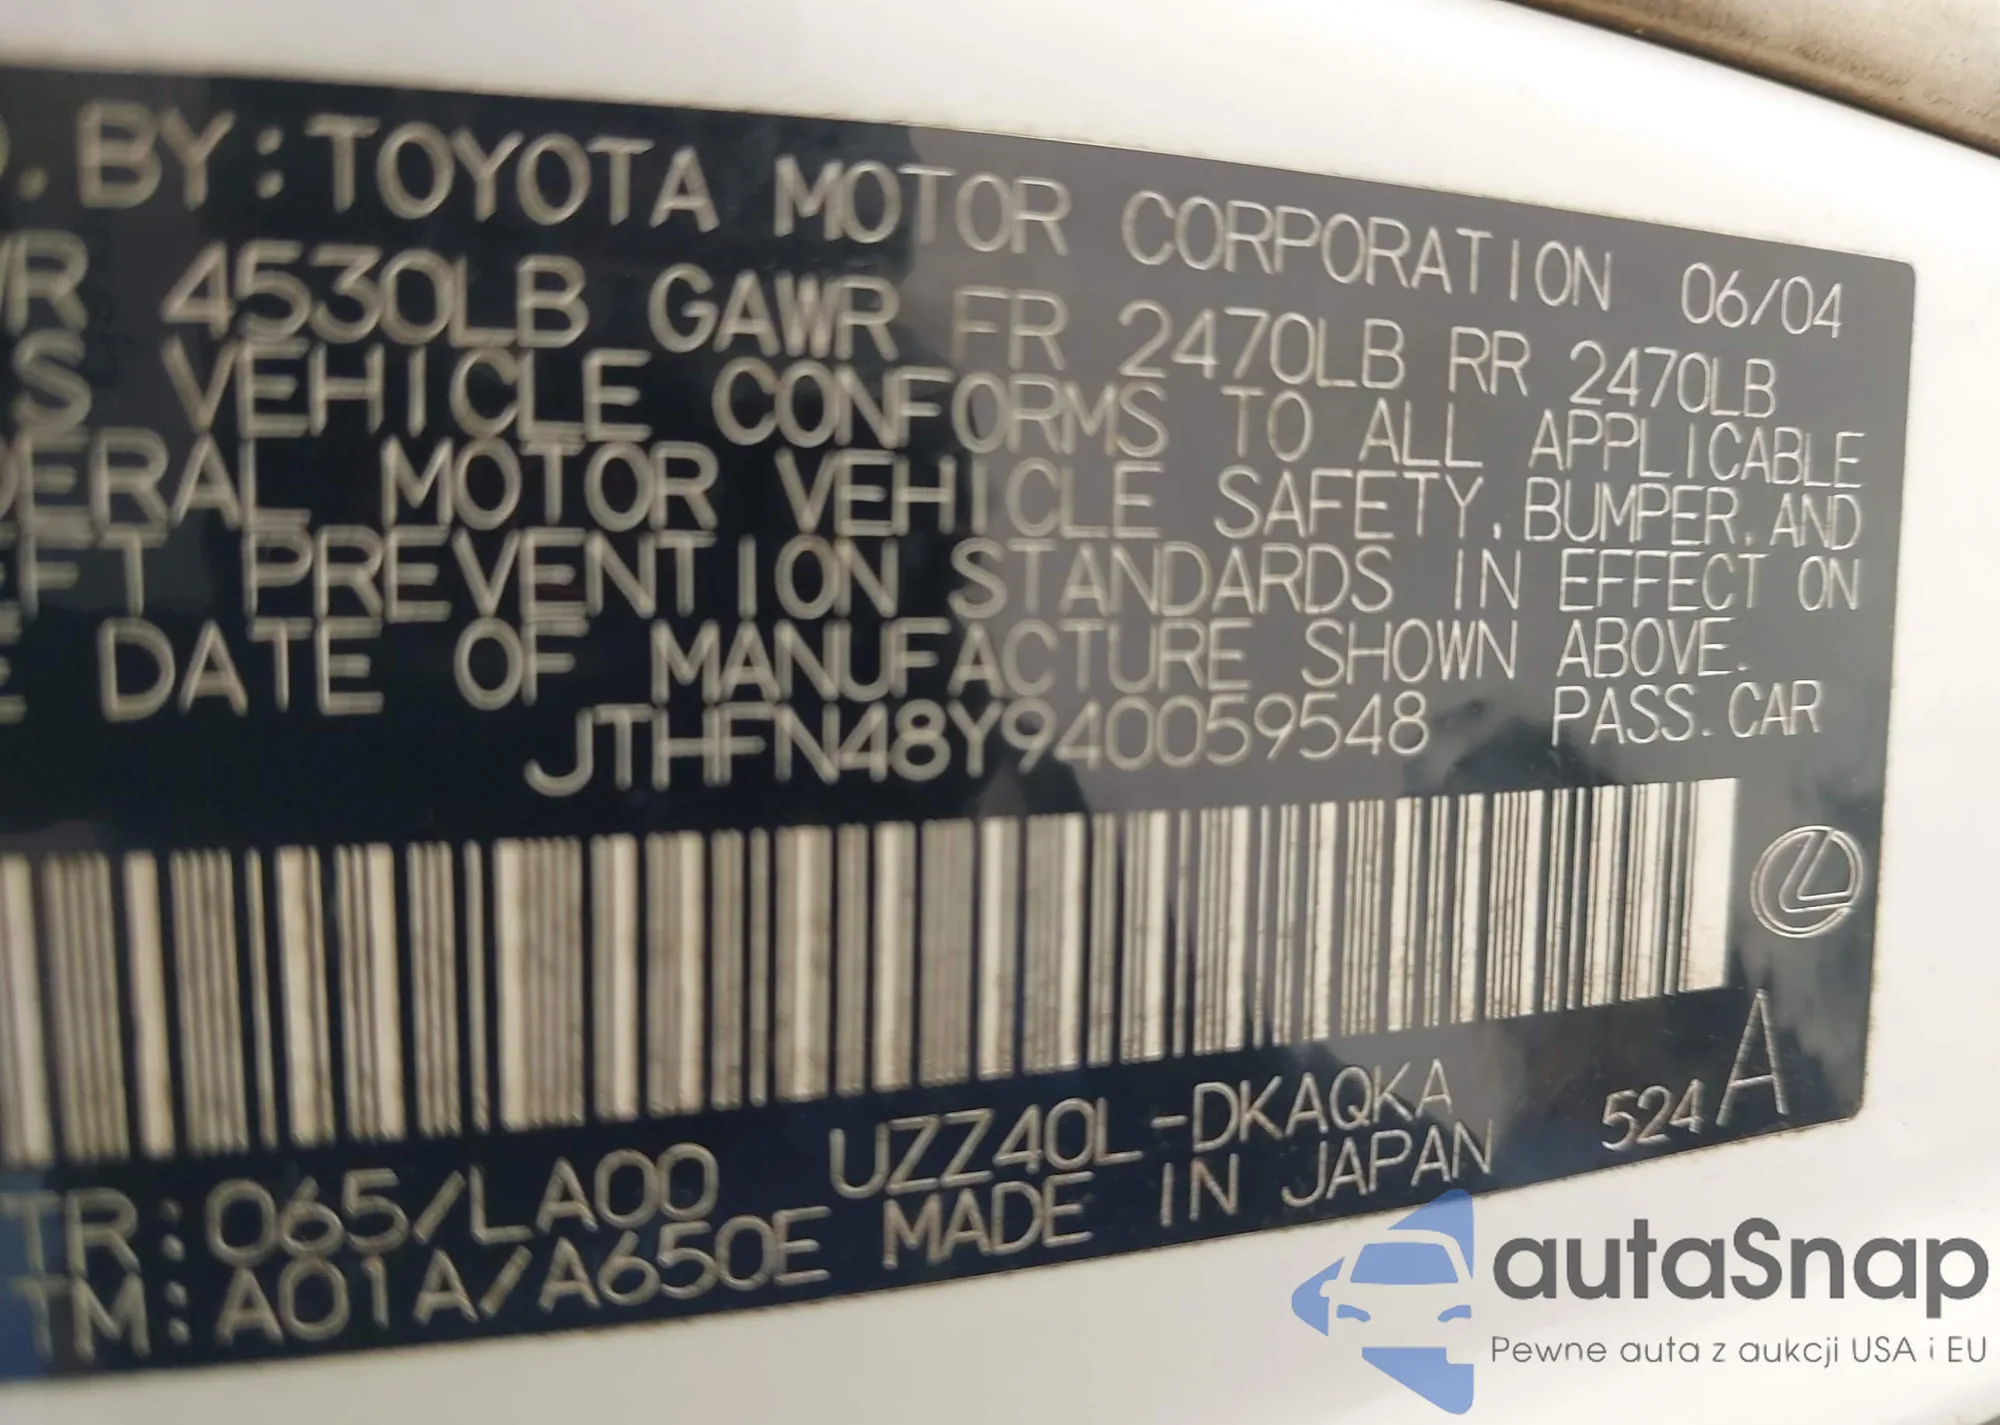 . BY: TOYOTA MOTOR CORPORATION 06/04
WR 4530LB GAWR FR 2470LB RR 2470LB
S VEHICLE CONFORMS TO ALL APPLICABLE
ERAL MOTOR VEHICLE SAFETY, BUMPER, AND
EFT PREVENTION STANDARDS IN EFFECT ON
E DATE OF MANUFACTURE SHOWN ABOVE.
JTHFN48Y940059548 PASS. CAR
TR: 065/LA00 UZZ40L-DKAQKA 524 A
TM: A01A/A650E MADE IN JAPAN
autaSnap
Pewne auta z aukcji USA i EU